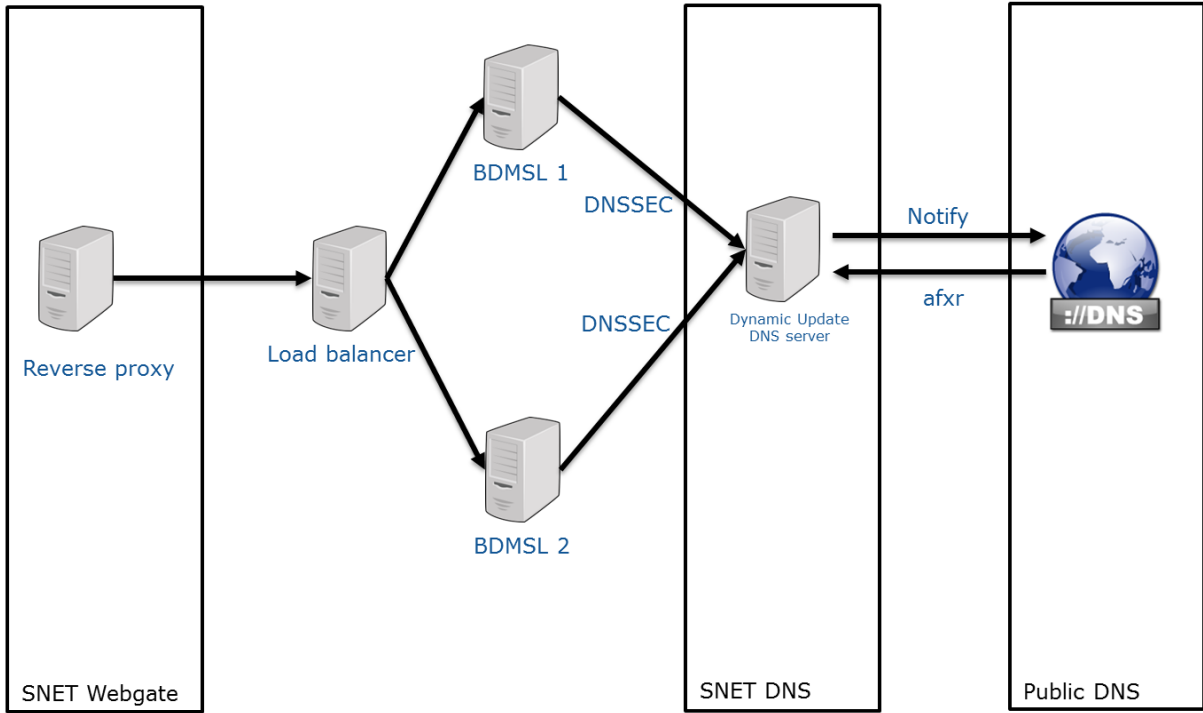 BDMSL 1
DNSSEC
Notify
afxr
://DNS
Reverse proxy
Load balancer
DNSSEC
Dynamic Update
DNS server
BDMSL 2
SNET Webgate
SNET DNS
Public DNS